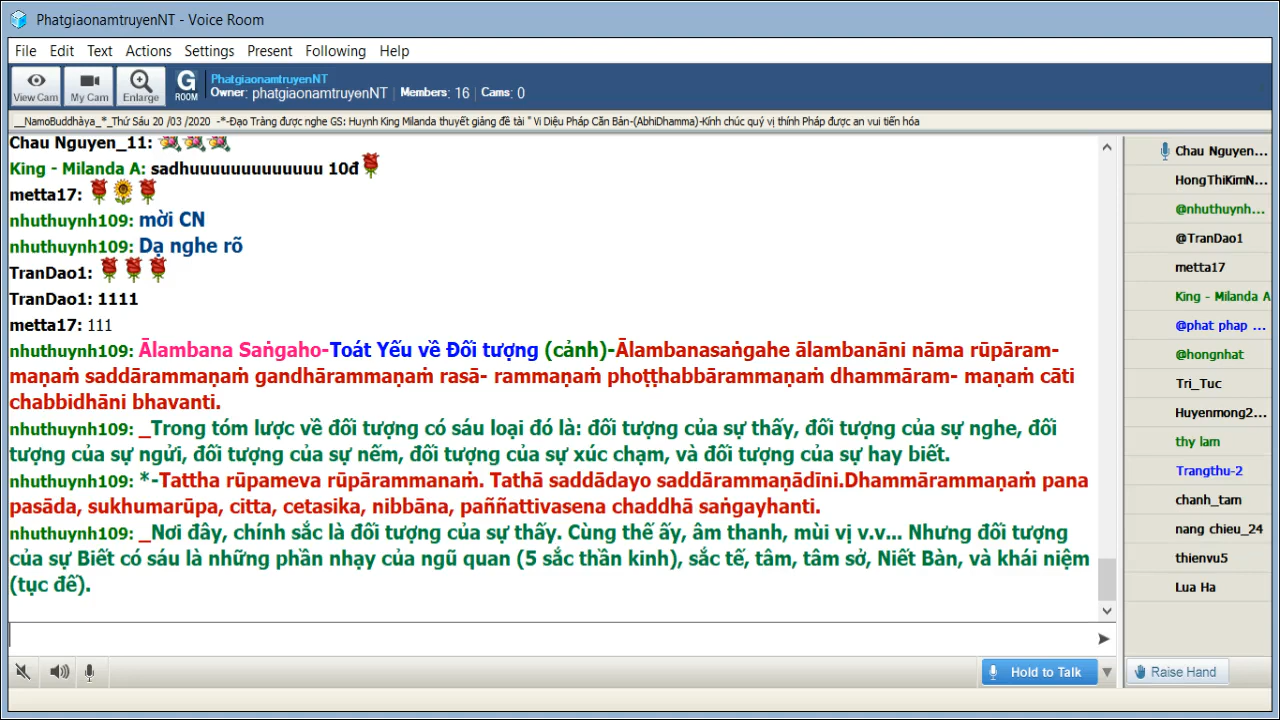 PhatgiaonamtruyenNT - Voice Room
File Edit Text Actions Settings Present Following Help
View Cam My Cam Enlarge G ROOM
PhatgiaonamtruyenNT
Owner: phatgiaonamtruyenNT Members: 16 Cams: 0
__NamoBuddhàya_*_Thứ Sáu 20 /03 /2020 -*-Đạo Tràng được nghe GS: Huynh King Milanda thuyết giảng đề tài " Vi Diệu Pháp Căn Bản-(AbhiDhamma)-Kính chúc quý vị thính Pháp được an vui tiến hóa
Chau Nguyen_11:
King - Milanda A: sadhuuuuuuuuuuuuu 10đ
metta17:
nhuthuynh109: mời CN
nhuthuynh109: Dạ nghe rõ
TranDao1:
TranDao1: 1111
metta17: 111
nhuthuynh109: Ālambana Saṅgaho-Toát Yếu về Đối tượng (cảnh)-Ālambanasaṅgahe ālambanāni nāma rūpāram-
maṇaṁ saddārammaṇaṁ gandhārammaṇaṁ rasā- rammaṇaṁ phoṭṭhabbārammaṇaṁ dhammāram- maṇaṁ cāti
chabbidhāni bhavanti.
nhuthuynh109: _Trong tóm lược về đối tượng có sáu loại đó là: đối tượng của sự thấy, đối tượng của sự nghe, đối
tượng của sự ngửi, đối tượng của sự nếm, đối tượng của sự xúc chạm, và đối tượng của sự hay biết.
nhuthuynh109: *-Tattha rūpameva rūpārammanaṁ. Tathā saddādayo saddārammaṇādīni.Dhammārammaṇaṁ pana
pasāda, sukhumarūpa, citta, cetasika, nibbāna, paññattivasena chaddhā saṅgayhanti.
nhuthuynh109: _Nơi đây, chính sắc là đối tượng của sự thấy. Cùng thế ấy, âm thanh, mùi vị v.v... Nhưng đối tượng
của sự Biết có sáu là những phần nhạy của ngũ quan (5 sắc thần kinh), sắc tế, tâm, tâm sở, Niết Bàn, và khái niệm
(tục đế).
Hold to Talk
Chau Nguyen...
HongThiKimN...
@nhuthuynh...
@TranDao1
metta17
King - Milanda A
@phat phap ...
@hongnhat
Tri_Tuc
Huyenmong2...
thy lam
Trangthu-2
chanh_tam
nang chieu_24
thienvu5
Lua Ha
Raise Hand